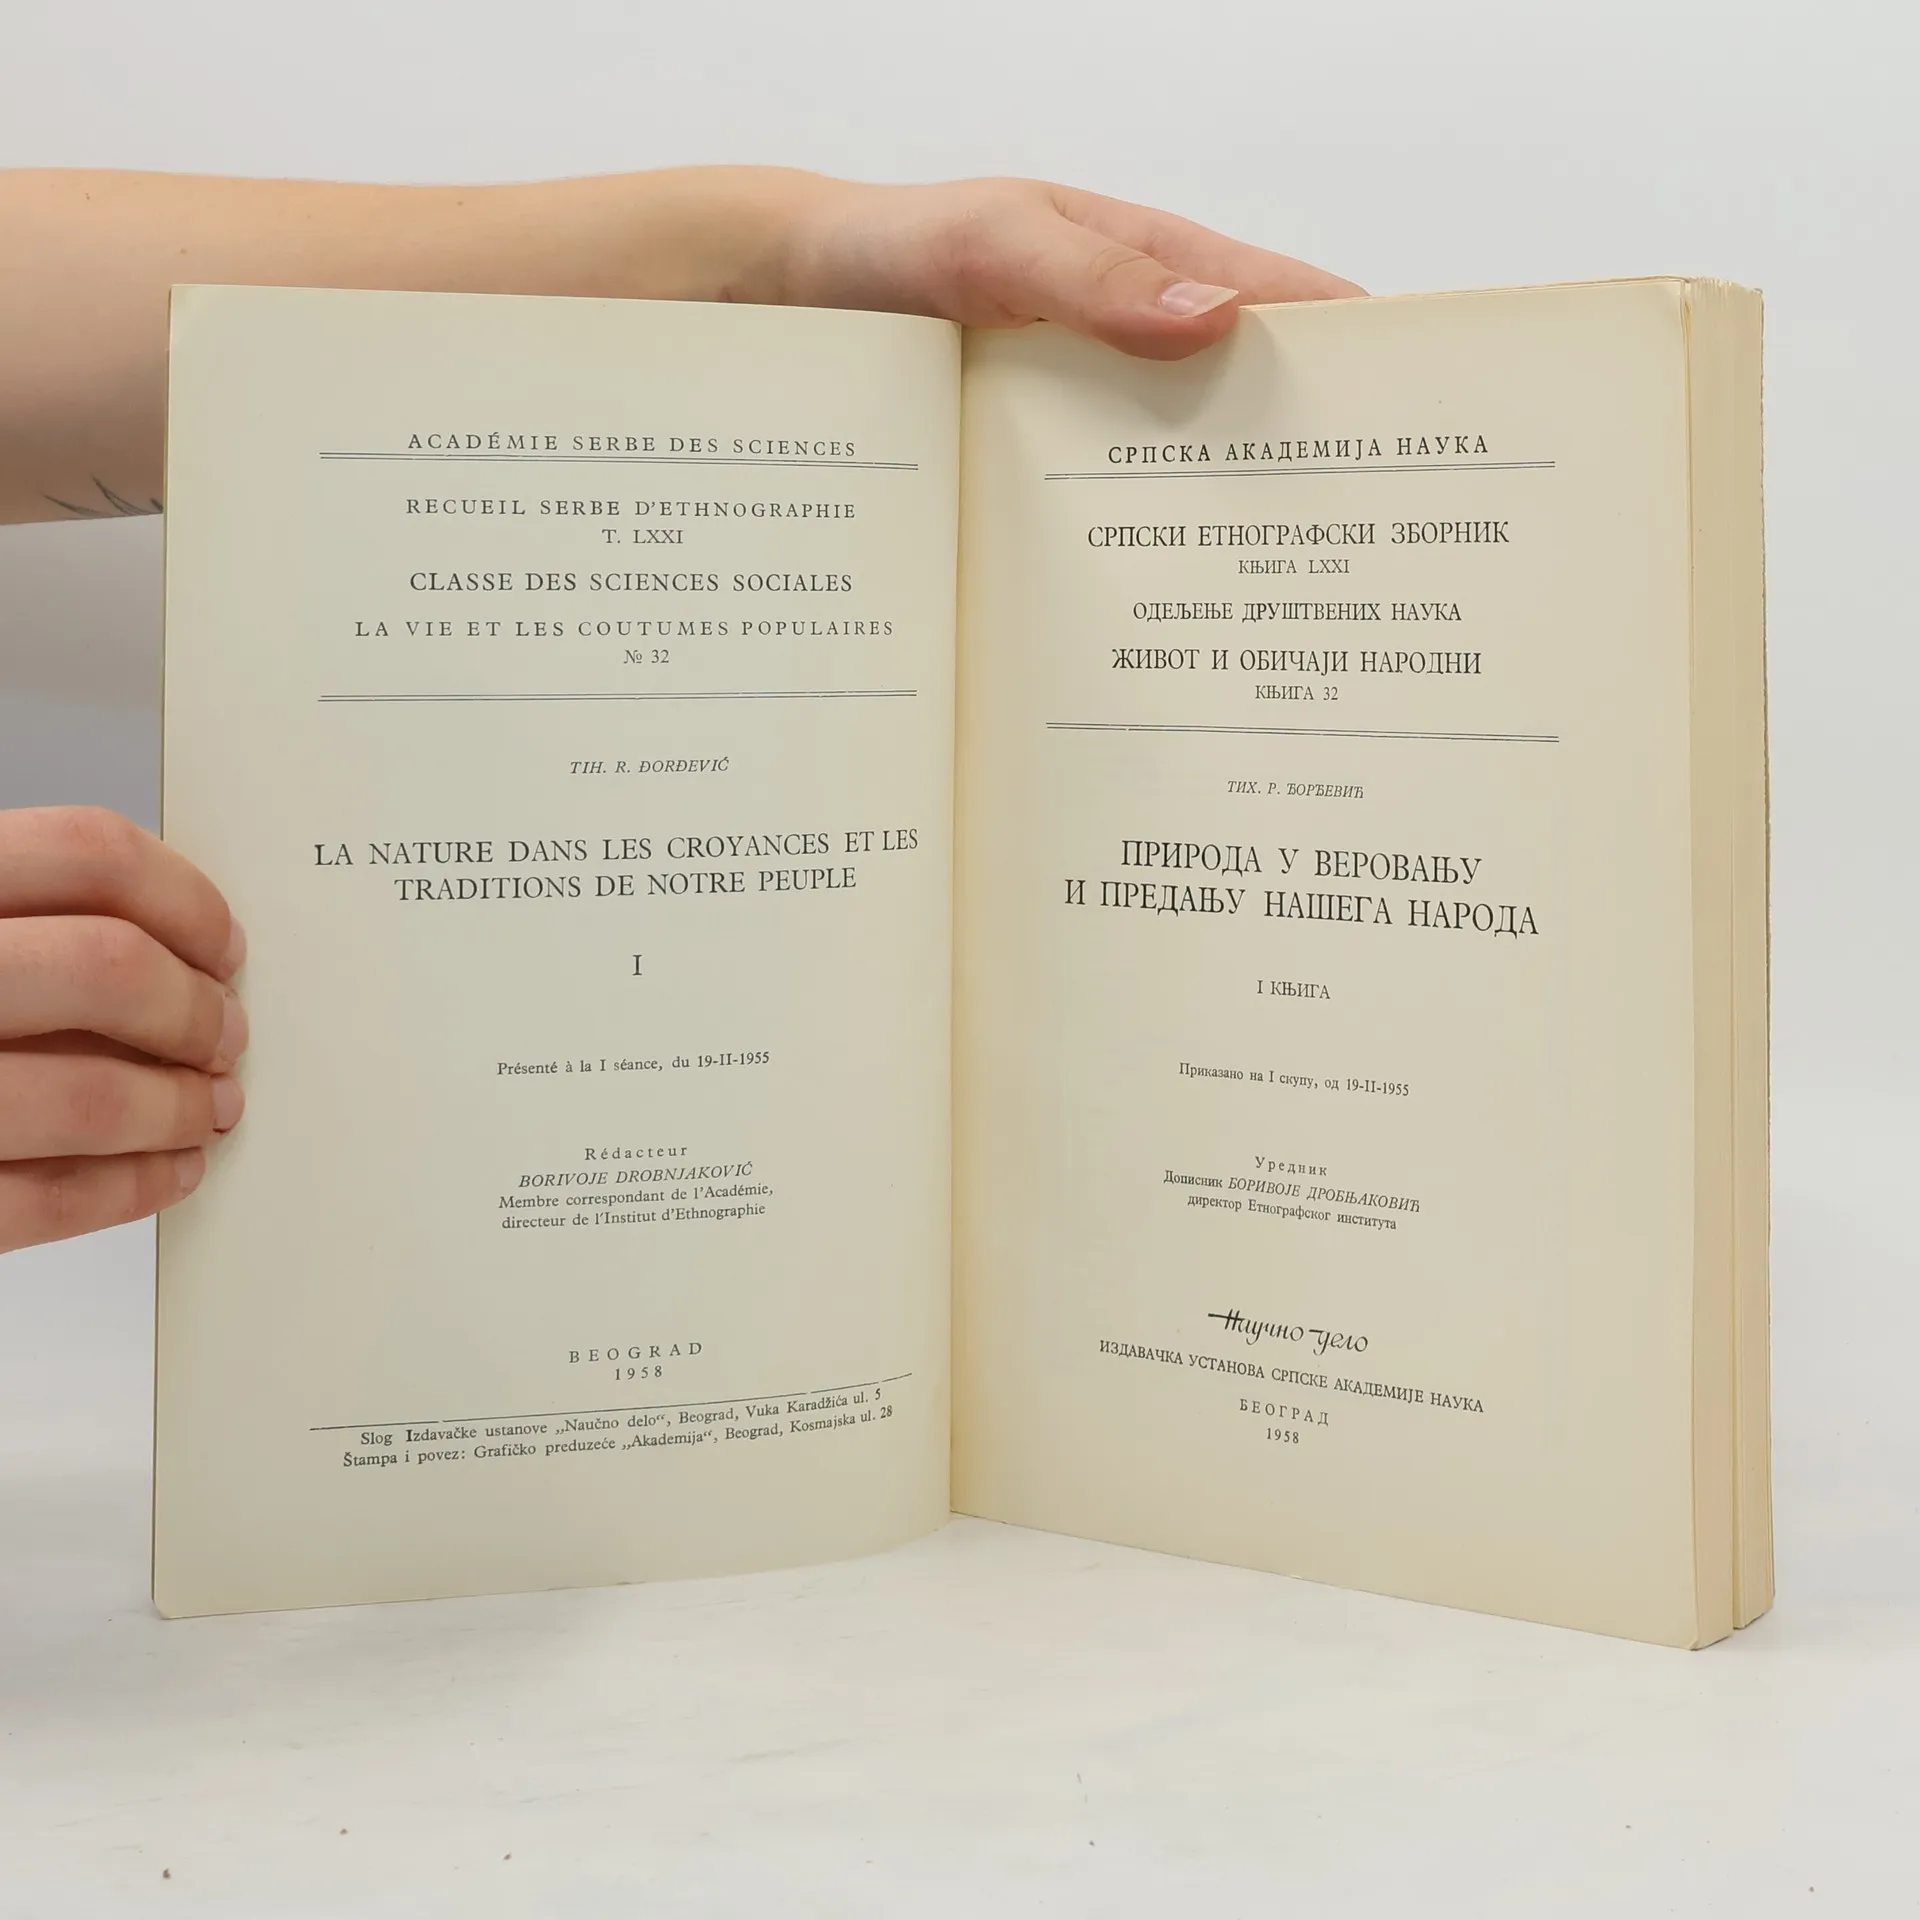 ACADÉMIE SERBE DES SCIENCES
RECUEIL SERBE D'ETHNOGRAPHIE
T. LXXI
CLASSE DES SCIENCES SOCIALES
LA VIE ET LES COUTUMES POPULAIRES
№ 32
TIH. R. ĐORĐEVIĆ
LA NATURE DANS LES CROYANCES ET LES
TRADITIONS DE NOTRE PEUPLE
I
Présenté à la I séance, du 19-II-1955
Rédacteur
BORIVOJE DROBNJAKOVIĆ
Membre correspondant de l'Académie,
directeur de l'Institut d'Ethnographie
BEOGRAD
1958
Slog Izdavačke ustanove „Naučno delo“, Beograd, Vuka Karadžića ul. 5
Štampa i povez: Grafičko preduzeće „Akademija“, Beograd, Kosmajska ul. 28
СРПСКА АКАДЕМИЈА НАУКА
СРПСКИ ЕТНОГРАФСКИ ЗБОРНИК
КЊИГА LXXI
ОДЕЉЕЊЕ ДРУШТВЕНИХ НАУКА
ЖИВОТ И ОБИЧАЈИ НАРОДНИ
КЊИГА 32
ТИХ. Р. ЂОРЂЕВИЋ
ПРИРОДА У ВЕРОВАЊУ
И ПРЕДАЊУ НАШЕГА НАРОДА
I КЊИГА
Приказано на I скупу, од 19-II-1955
Уредник
Дописник БОРИВОЈЕ ДРОБЊАКОВИЋ
директор Етнографског института
Научно дело
ИЗДАВАЧКА УСТАНОВА СРПСКЕ АКАДЕМИЈЕ НАУКА
БЕОГРАД
1958